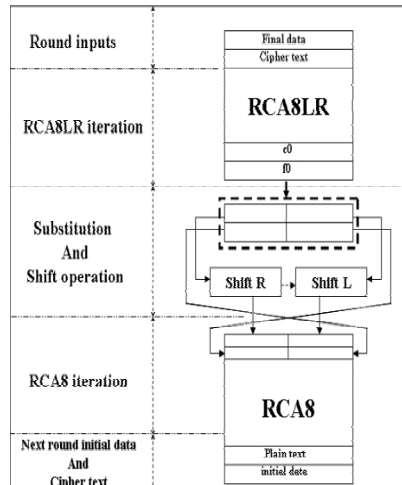 Round inputs
Final data
Cipher text
RCA8LR iteration
RCA8LR
c0
f0
Substitution
And
Shift operation
Shift R
Shift L
RCA8 iteration
RCA8
Next round initial data
And
Cipher text
Plain text
initial data